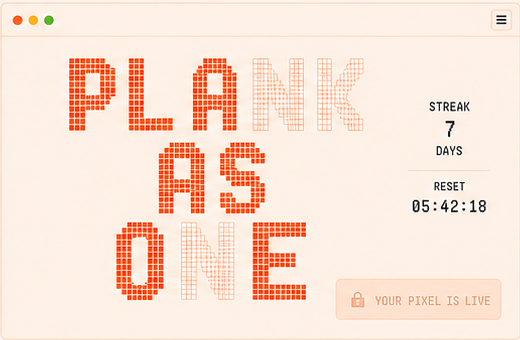 PLANK
AS
ONE
STREAK
7
DAYS
RESET
05:42:18
YOUR PIXEL IS LIVE